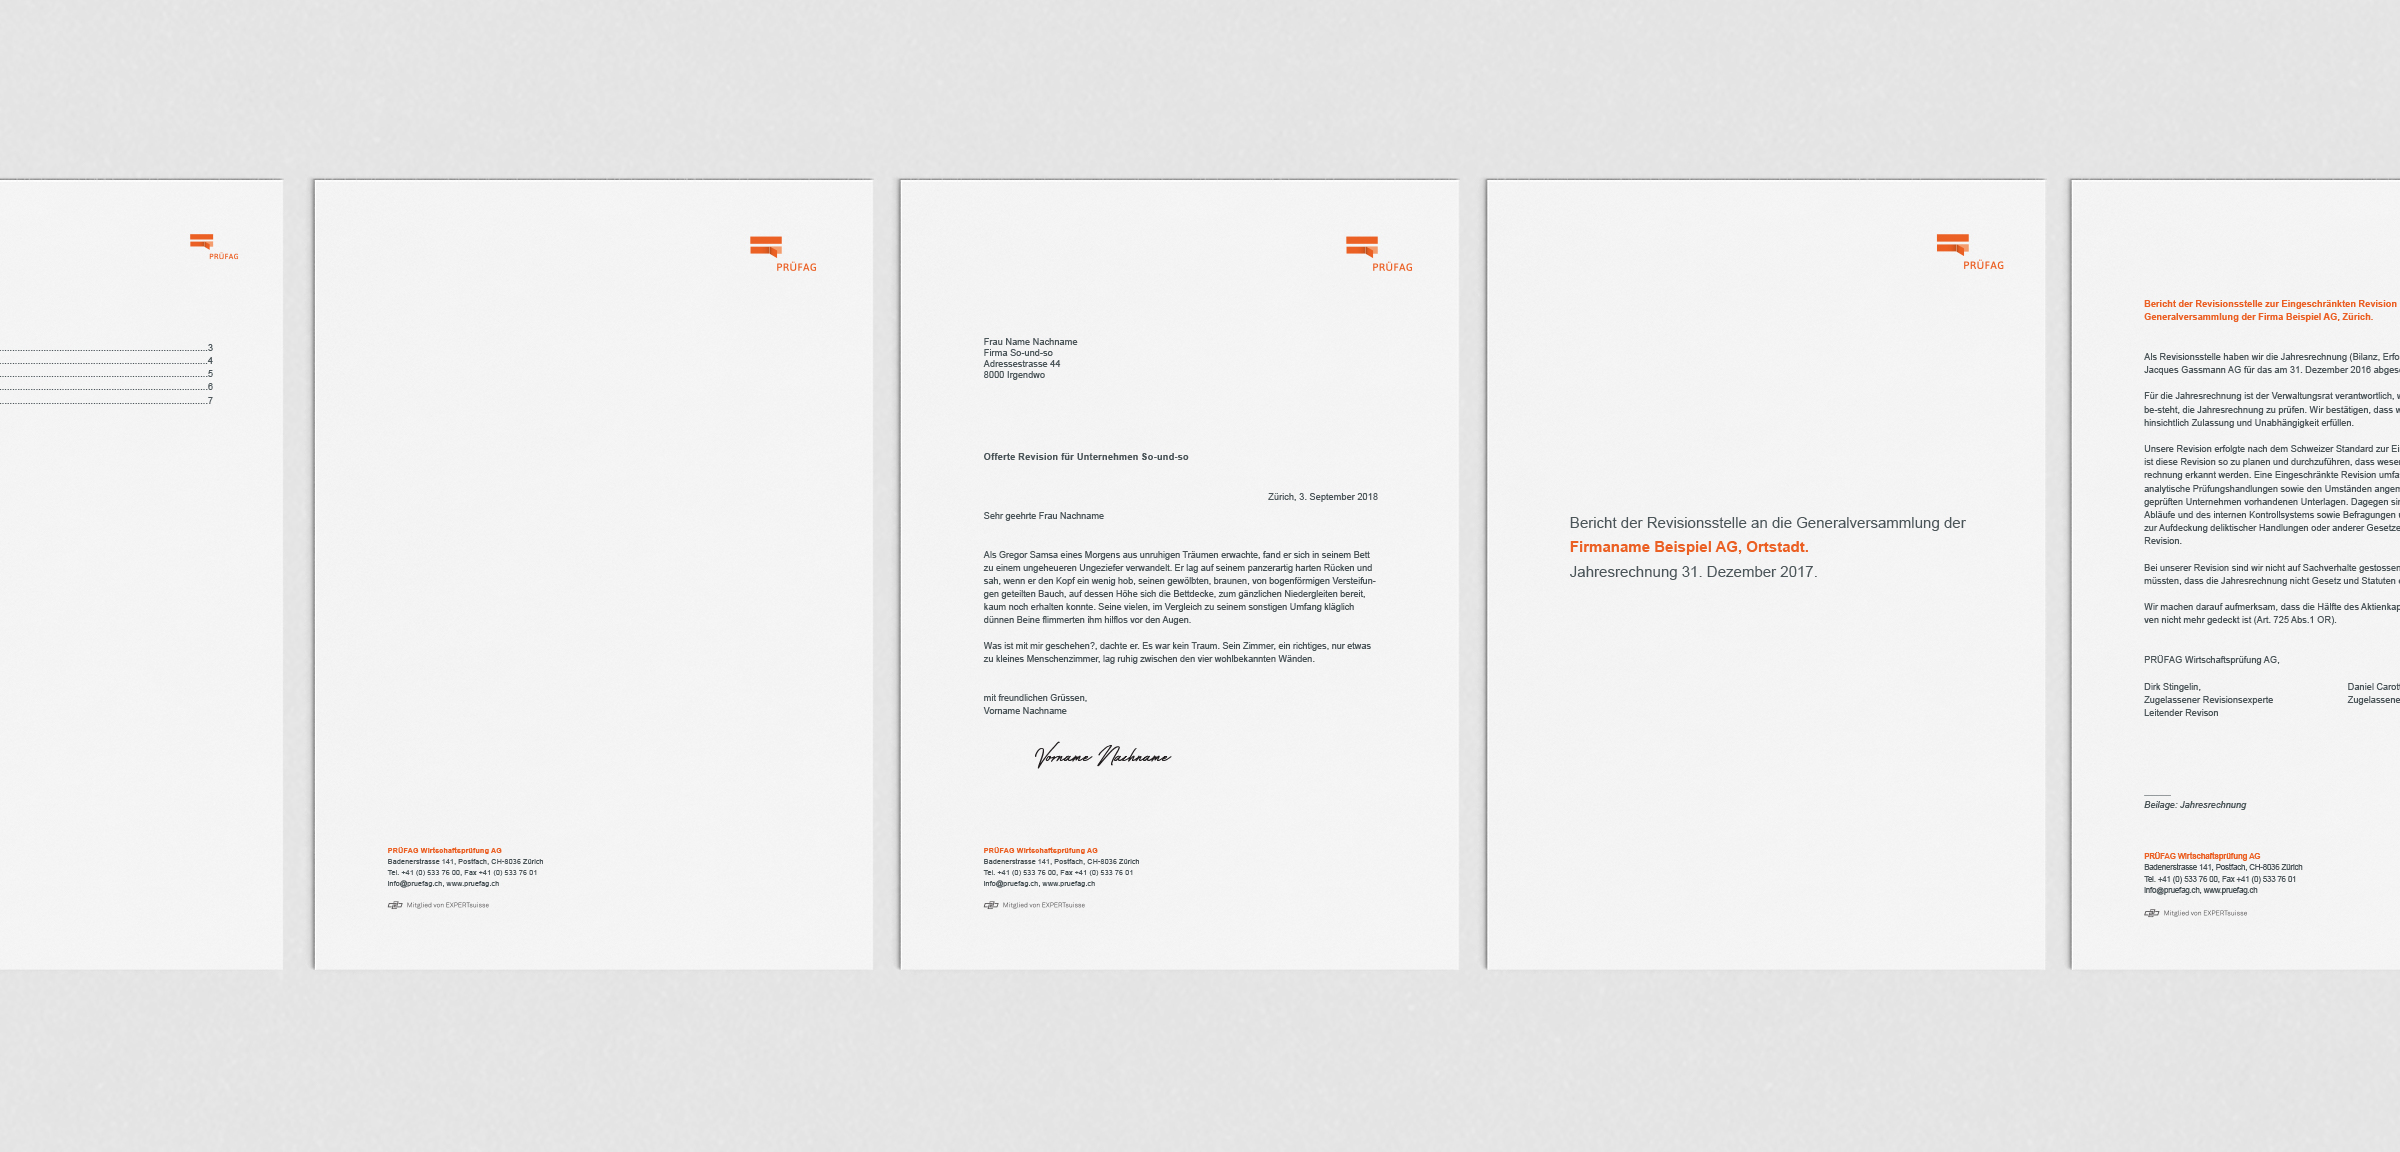 PRÜFAG
3
4
5
6
7
PRÜFAG
PRÜFAG Wirtschaftsprüfung AG
Badenerstrasse 141, Postfach, CH-8036 Zürich
Tel. +41 (0) 533 76 00, Fax +41 (0) 533 76 01
info@pruefag.ch, www.pruefag.ch
Mitglied von EXPERTsuisse
PRÜFAG
Frau Name Nachname
Firma So-und-so
Adressestrasse 44
8000 Irgendwo
Offerte Revision für Unternehmen So-und-so
Zürich, 3. September 2018
Sehr geehrte Frau Nachname
Als Gregor Samsa eines Morgens aus unruhigen Träumen erwachte, fand er sich in seinem Bett
zu einem ungeheueren Ungeziefer verwandelt. Er lag auf seinem panzerartig harten Rücken und
sah, wenn er den Kopf ein wenig hob, seinen gewölbten, braunen, von bogenförmigen Versteifun-
gen geteilten Bauch, auf dessen Höhe sich die Bettdecke, zum gänzlichen Niedergleiten bereit,
kaum noch erhalten konnte. Seine vielen, im Vergleich zu seinem sonstigen Umfang kläglich
dünnen Beine flimmerten ihm hilflos vor den Augen.
Was ist mit mir geschehen?, dachte er. Es war kein Traum. Sein Zimmer, ein richtiges, nur etwas
zu kleines Menschenzimmer, lag ruhig zwischen den vier wohlbekannten Wänden.
mit freundlichen Grüssen,
Vorname Nachname
Vorname Nachname
PRÜFAG Wirtschaftsprüfung AG
Badenerstrasse 141, Postfach, CH-8036 Zürich
Tel. +41 (0) 533 76 00, Fax +41 (0) 533 76 01
info@pruefag.ch, www.pruefag.ch
Mitglied von EXPERTsuisse
PRÜFAG
Bericht der Revisionsstelle an die Generalversammlung der
Firmaname Beispiel AG, Ortstadt.
Jahresrechnung 31. Dezember 2017.
Bericht der Revisionsstelle zur Eingeschränkten Revision
Generalversammlung der Firma Beispiel AG, Zürich.
Als Revisionsstelle haben wir die Jahresrechnung (Bilanz, Erfo
Jacques Gassmann AG für das am 31. Dezember 2016 abges
Für die Jahresrechnung ist der Verwaltungsrat verantwortlich,
be-steht, die Jahresrechnung zu prüfen. Wir bestätigen, dass
hinsichtlich Zulassung und Unabhängigkeit erfüllen.
Unsere Revision erfolgte nach dem Schweizer Standard zur Ei
ist diese Revision so zu planen und durchzuführen, dass wese
rechnung erkannt werden. Eine Eingeschränkte Revision umfa
analytische Prüfungshandlungen sowie den Umständen angem
geprüften Unternehmen vorhandenen Unterlagen. Dagegen sin
Abläufe und des internen Kontrollsystems sowie Befragungen
zur Aufdeckung deliktischer Handlungen oder anderer Gesetze
Revision.
Bei unserer Revision sind wir nicht auf Sachverhalte gestossen
müssten, dass die Jahresrechnung nicht Gesetz und Statuten
Wir machen darauf aufmerksam, dass die Hälfte des Aktienkap
ven nicht mehr gedeckt ist (Art. 725 Abs.1 OR).
PRÜFAG Wirtschaftsprüfung AG,
Dirk Stingelin, Daniel Carott
Zugelassener Revisionsexperte Zugelassene
Leitender Revison
Beilage: Jahresrechnung
PRÜFAG Wirtschaftsprüfung AG
Badenerstrasse 141, Postfach, CH-8036 Zürich
Tel. +41 (0) 533 76 00, Fax +41 (0) 533 76 01
info@pruefag.ch, www.pruefag.ch
Mitglied von EXPERTsuisse